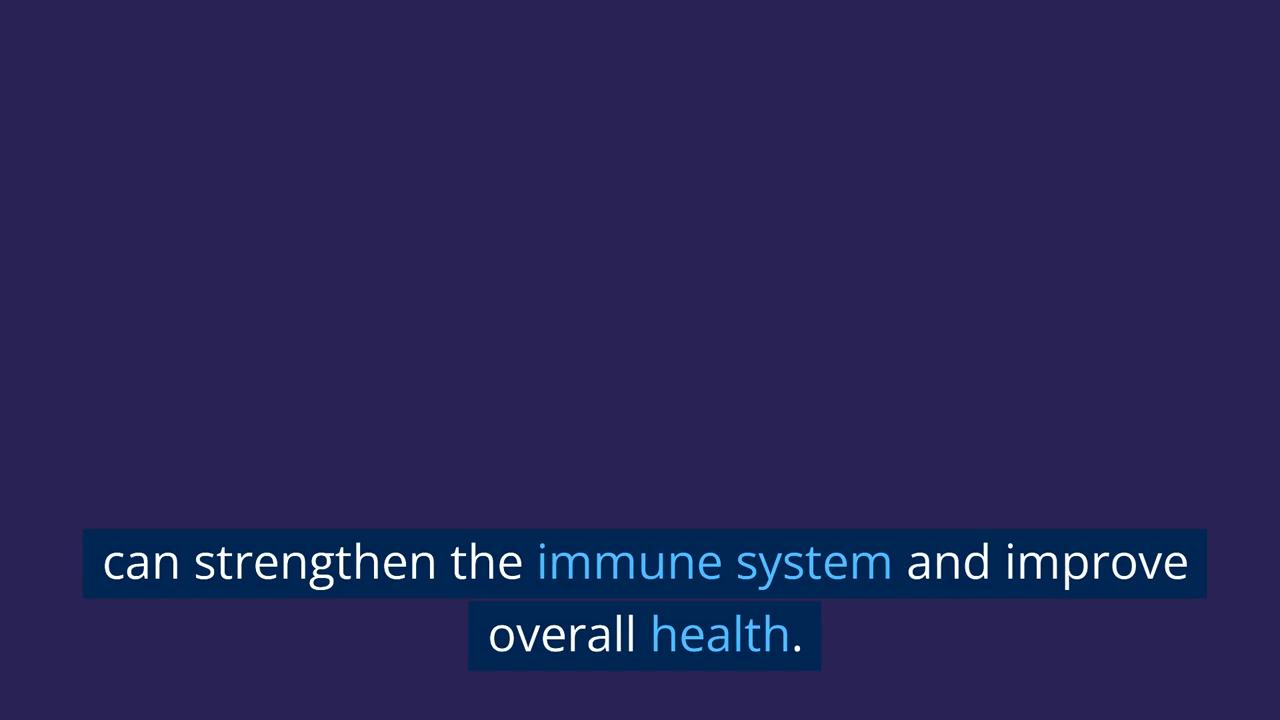 can strengthen the immune system and improve
overall health.